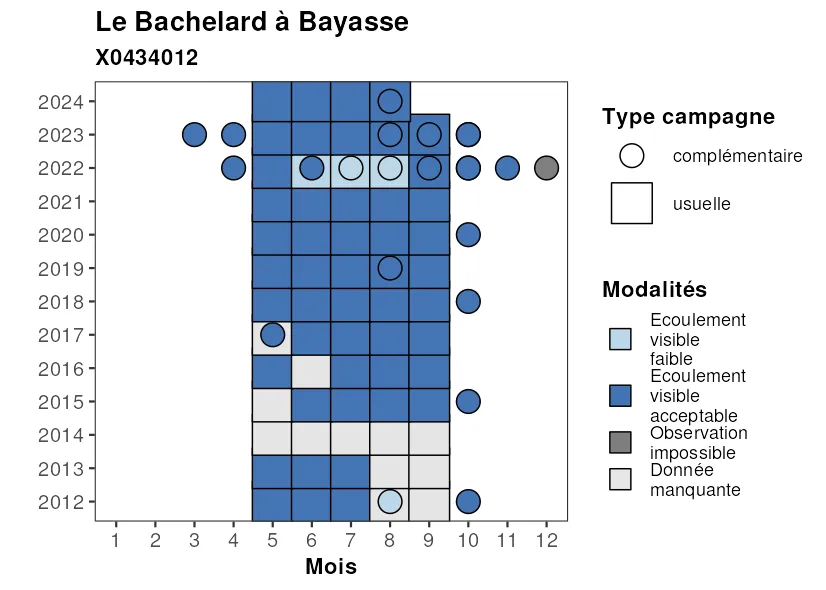 Le Bachelard à Bayasse
X0434012
2024
2023
2022
2021
2020
2019
2018
2017
2016
2015
2014
2013
2012
1 2 3 4 5 6 7 8 9 10 11 12
Mois
Type campagne
complémentaire
usuelle
Modalités
Ecoulement
visible
faible
Ecoulement
visible
acceptable
Observation
impossible
Donnée
manquante